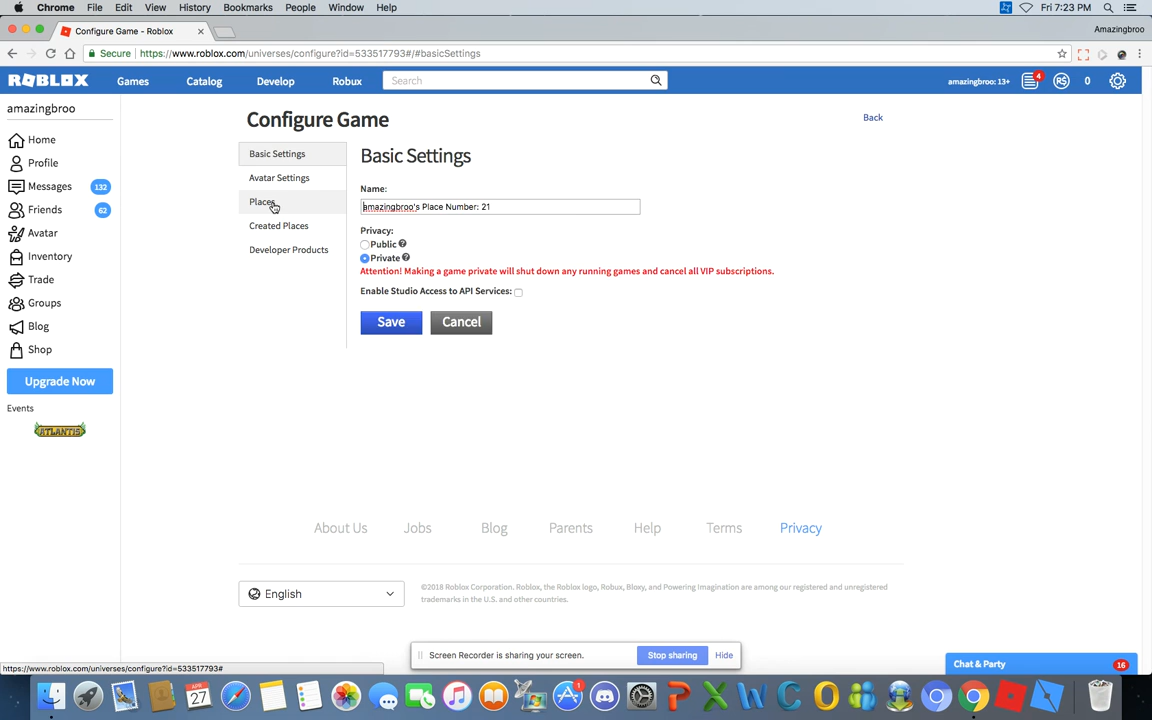 Chrome File Edit View History Bookmarks People Window Help
Fri 7:23 PM
Configure Game - Roblox
Amazingbroo
Secure https://www.roblox.com/universes/configure?id=533517793#/#basicSettings
ROBLOX Games Catalog Develop Robux Search
amazingbroo: 13+ 4 R$ 0
amazingbroo
Home
Profile
Messages 132
Friends 62
Avatar
Inventory
Trade
Groups
Blog
Shop
Upgrade Now
Events
ATLANTIS
Configure Game
Back
Basic Settings
Avatar Settings
Places
Created Places
Developer Products
Basic Settings
Name:
amazingbroo's Place Number: 21
Privacy:
Public ?
Private ?
Attention! Making a game private will shut down any running games and cancel all VIP subscriptions.
Enable Studio Access to API Services:
Save Cancel
About Us Jobs Blog Parents Help Terms Privacy
English
©2018 Roblox Corporation. Roblox, the Roblox logo, Robux, Bloxy, and Powering Imagination are among our registered and unregistered
trademarks in the U.S. and other countries.
Screen Recorder is sharing your screen. Stop sharing Hide
https://www.roblox.com/universes/configure?id=533517793#
Chat & Party 16
APR
27
1
P X W C O